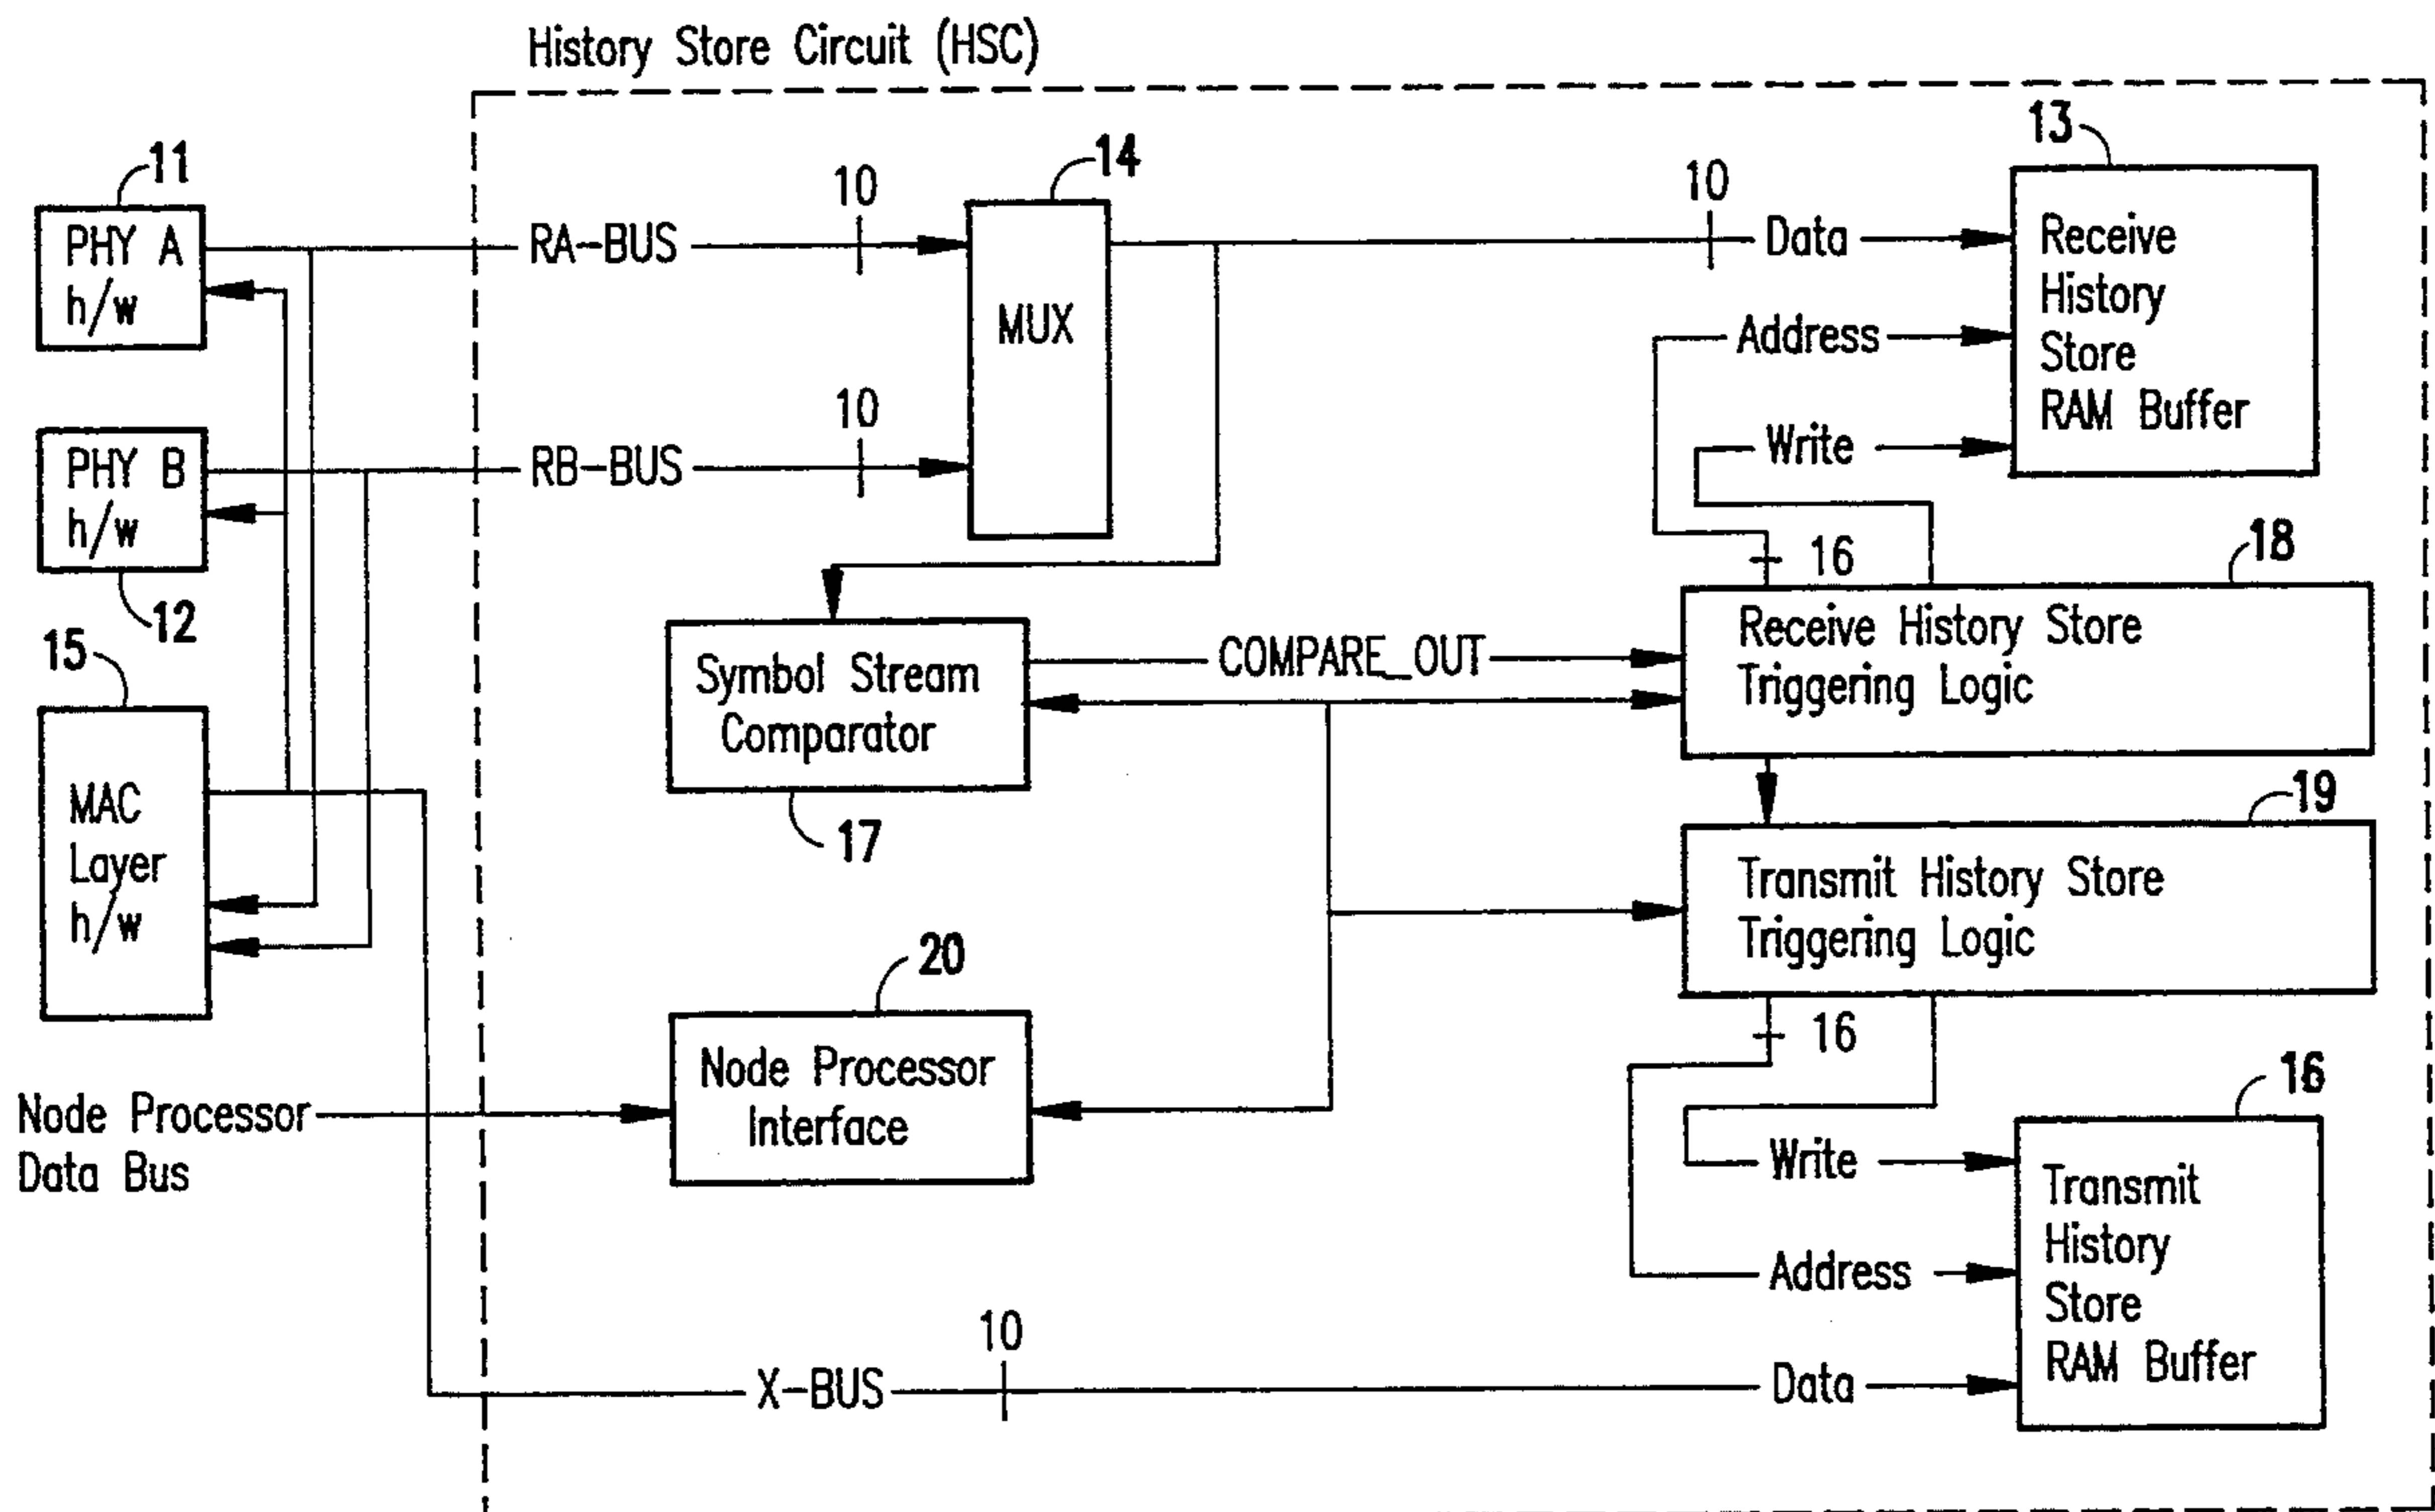 History Store Circuit (HSC)
11
PHY A
h/w
RA-BUS
10
14
MUX
10
Data
13
Receive
History
Store
RAM Buffer
Address
Write
PHY B
h/w
12
RB-BUS
10
16
18
Receive History Store
Triggering Logic
15
MAC
Layer
h/w
Symbol Stream
Comparator
17
COMPARE_OUT
19
Transmit History Store
Triggering Logic
20
Node Processor
Interface
Node Processor
Data Bus
16
16
Write
Address
Data
Transmit
History
Store
RAM Buffer
X-BUS
10